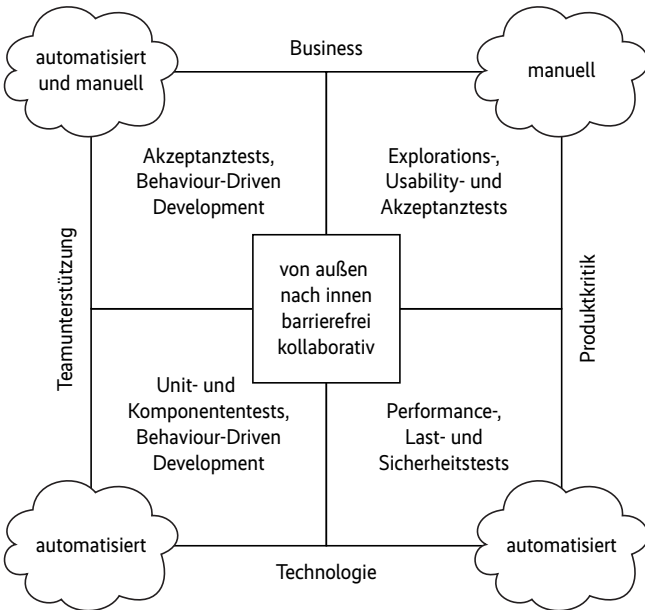 automatisiert
und manuell
Business
manuell
Akzeptanztests,
Behaviour-Driven
Development
Explorations-,
Usability- und
Akzeptanztests
Teamunterstützung
von außen
nach innen
barrierefrei
kollaborativ
Produktkritik
Unit- und
Komponententests,
Behaviour-Driven
Development
Performance-,
Last- und
Sicherheitstests
automatisiert
Technologie
automatisiert